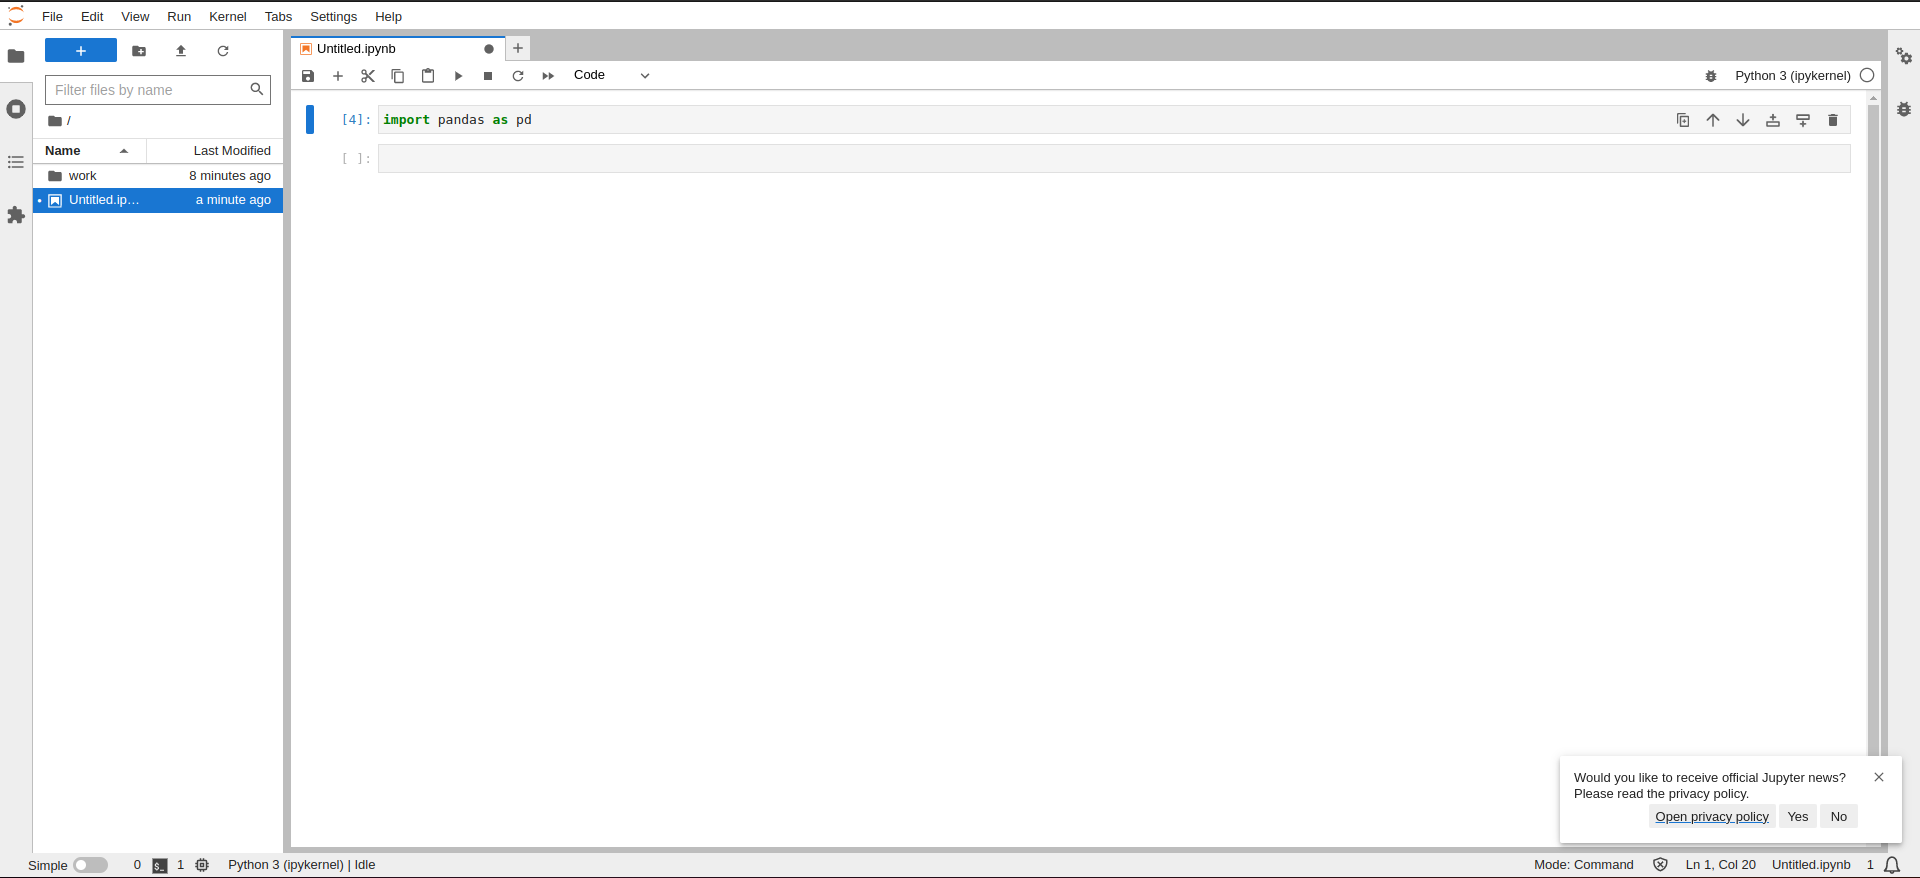 File Edit View Run Kernel Tabs Settings Help
Untitled.ipynb
Code
Python 3 (ipykernel)
Filter files by name
/
Name Last Modified
work 8 minutes ago
Untitled.ip… a minute ago
[4]: import pandas as pd
[ ]:
Would you like to receive official Jupyter news?
Please read the privacy policy.
Open privacy policy Yes No
Simple 0 $_ 1 Python 3 (ipykernel) | Idle Mode: Command Ln 1, Col 20 Untitled.ipynb 1